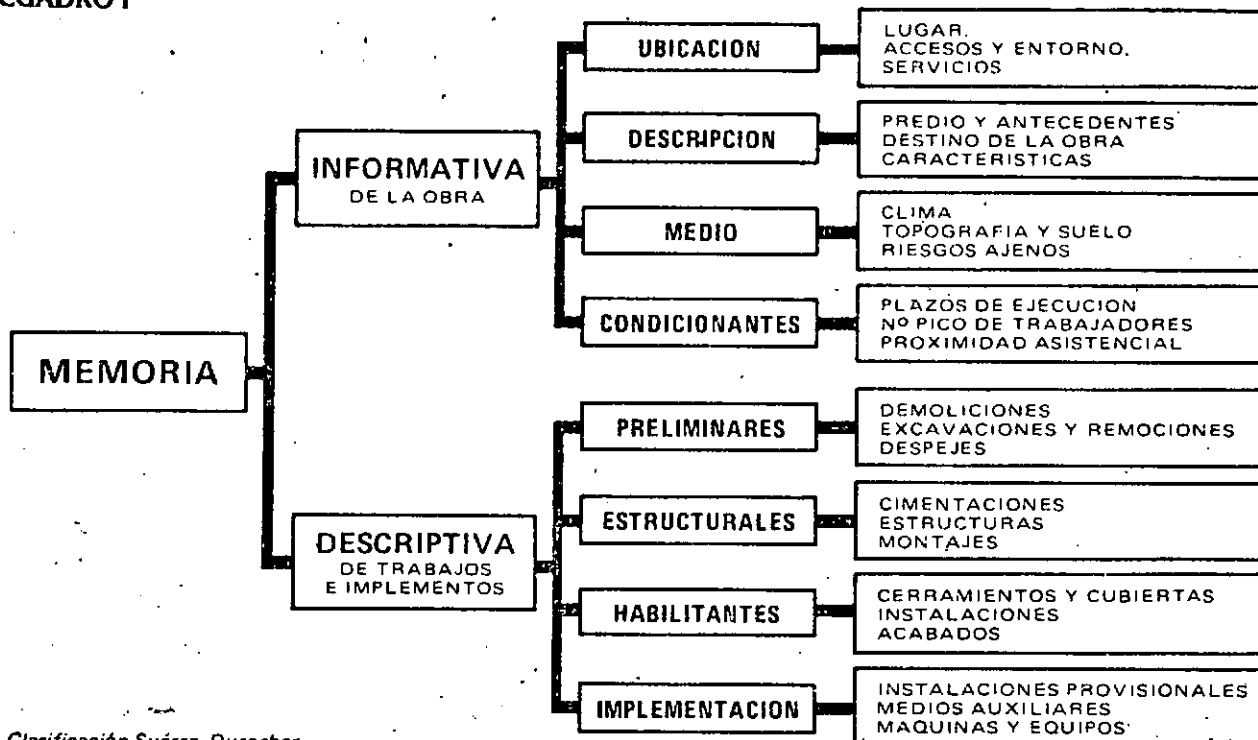 CUADRO I
UBICACION
LUGAR.
ACCESOS Y ENTORNO.
SERVICIOS
DESCRIPCION
PREDIO Y ANTECEDENTES
DESTINO DE LA OBRA
CARACTERISTICAS
INFORMATIVA
DE LA OBRA
MEDIO
CLIMA
TOPOGRAFIA Y SUELO
RIESGOS AJENOS
CONDICIONANTES
PLAZOS DE EJECUCION
Nº PICO DE TRABAJADORES
PROXIMIDAD ASISTENCIAL
MEMORIA
PRELIMINARES
DEMOLICIONES
EXCAVACIONES Y REMOCIONES
DESPEJES
ESTRUCTURALES
CIMENTACIONES
ESTRUCTURAS
MONTAJES
DESCRIPTIVA
DE TRABAJOS
E IMPLEMENTOS
HABILITANTES
CERRAMIENTOS Y CUBIERTAS
INSTALACIONES
ACABADOS
IMPLEMENTACION
INSTALACIONES PROVISIONALES
MEDIOS AUXILIARES
MAQUINAS Y EQUIPOS
Clasificación Suárez